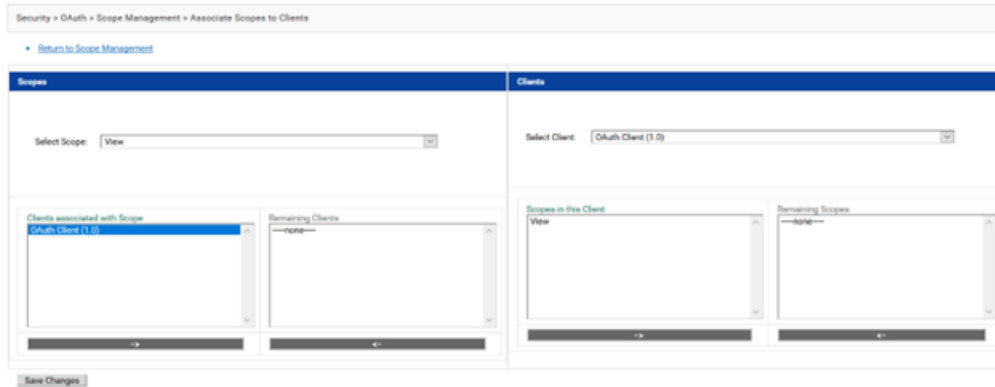 Security > OAuth > Scope Management > Associate Scopes to Clients
Return to Scope Management
Scopes
Select Scope: View
Clients associated with Scope
OAuth Client (1.0)
->
Remaining Clients
----none----
<-
Clients
Select Client: OAuth Client (1.0)
Scopes in this Client
View
->
Remaining Scopes
----none----
<-
Save Changes